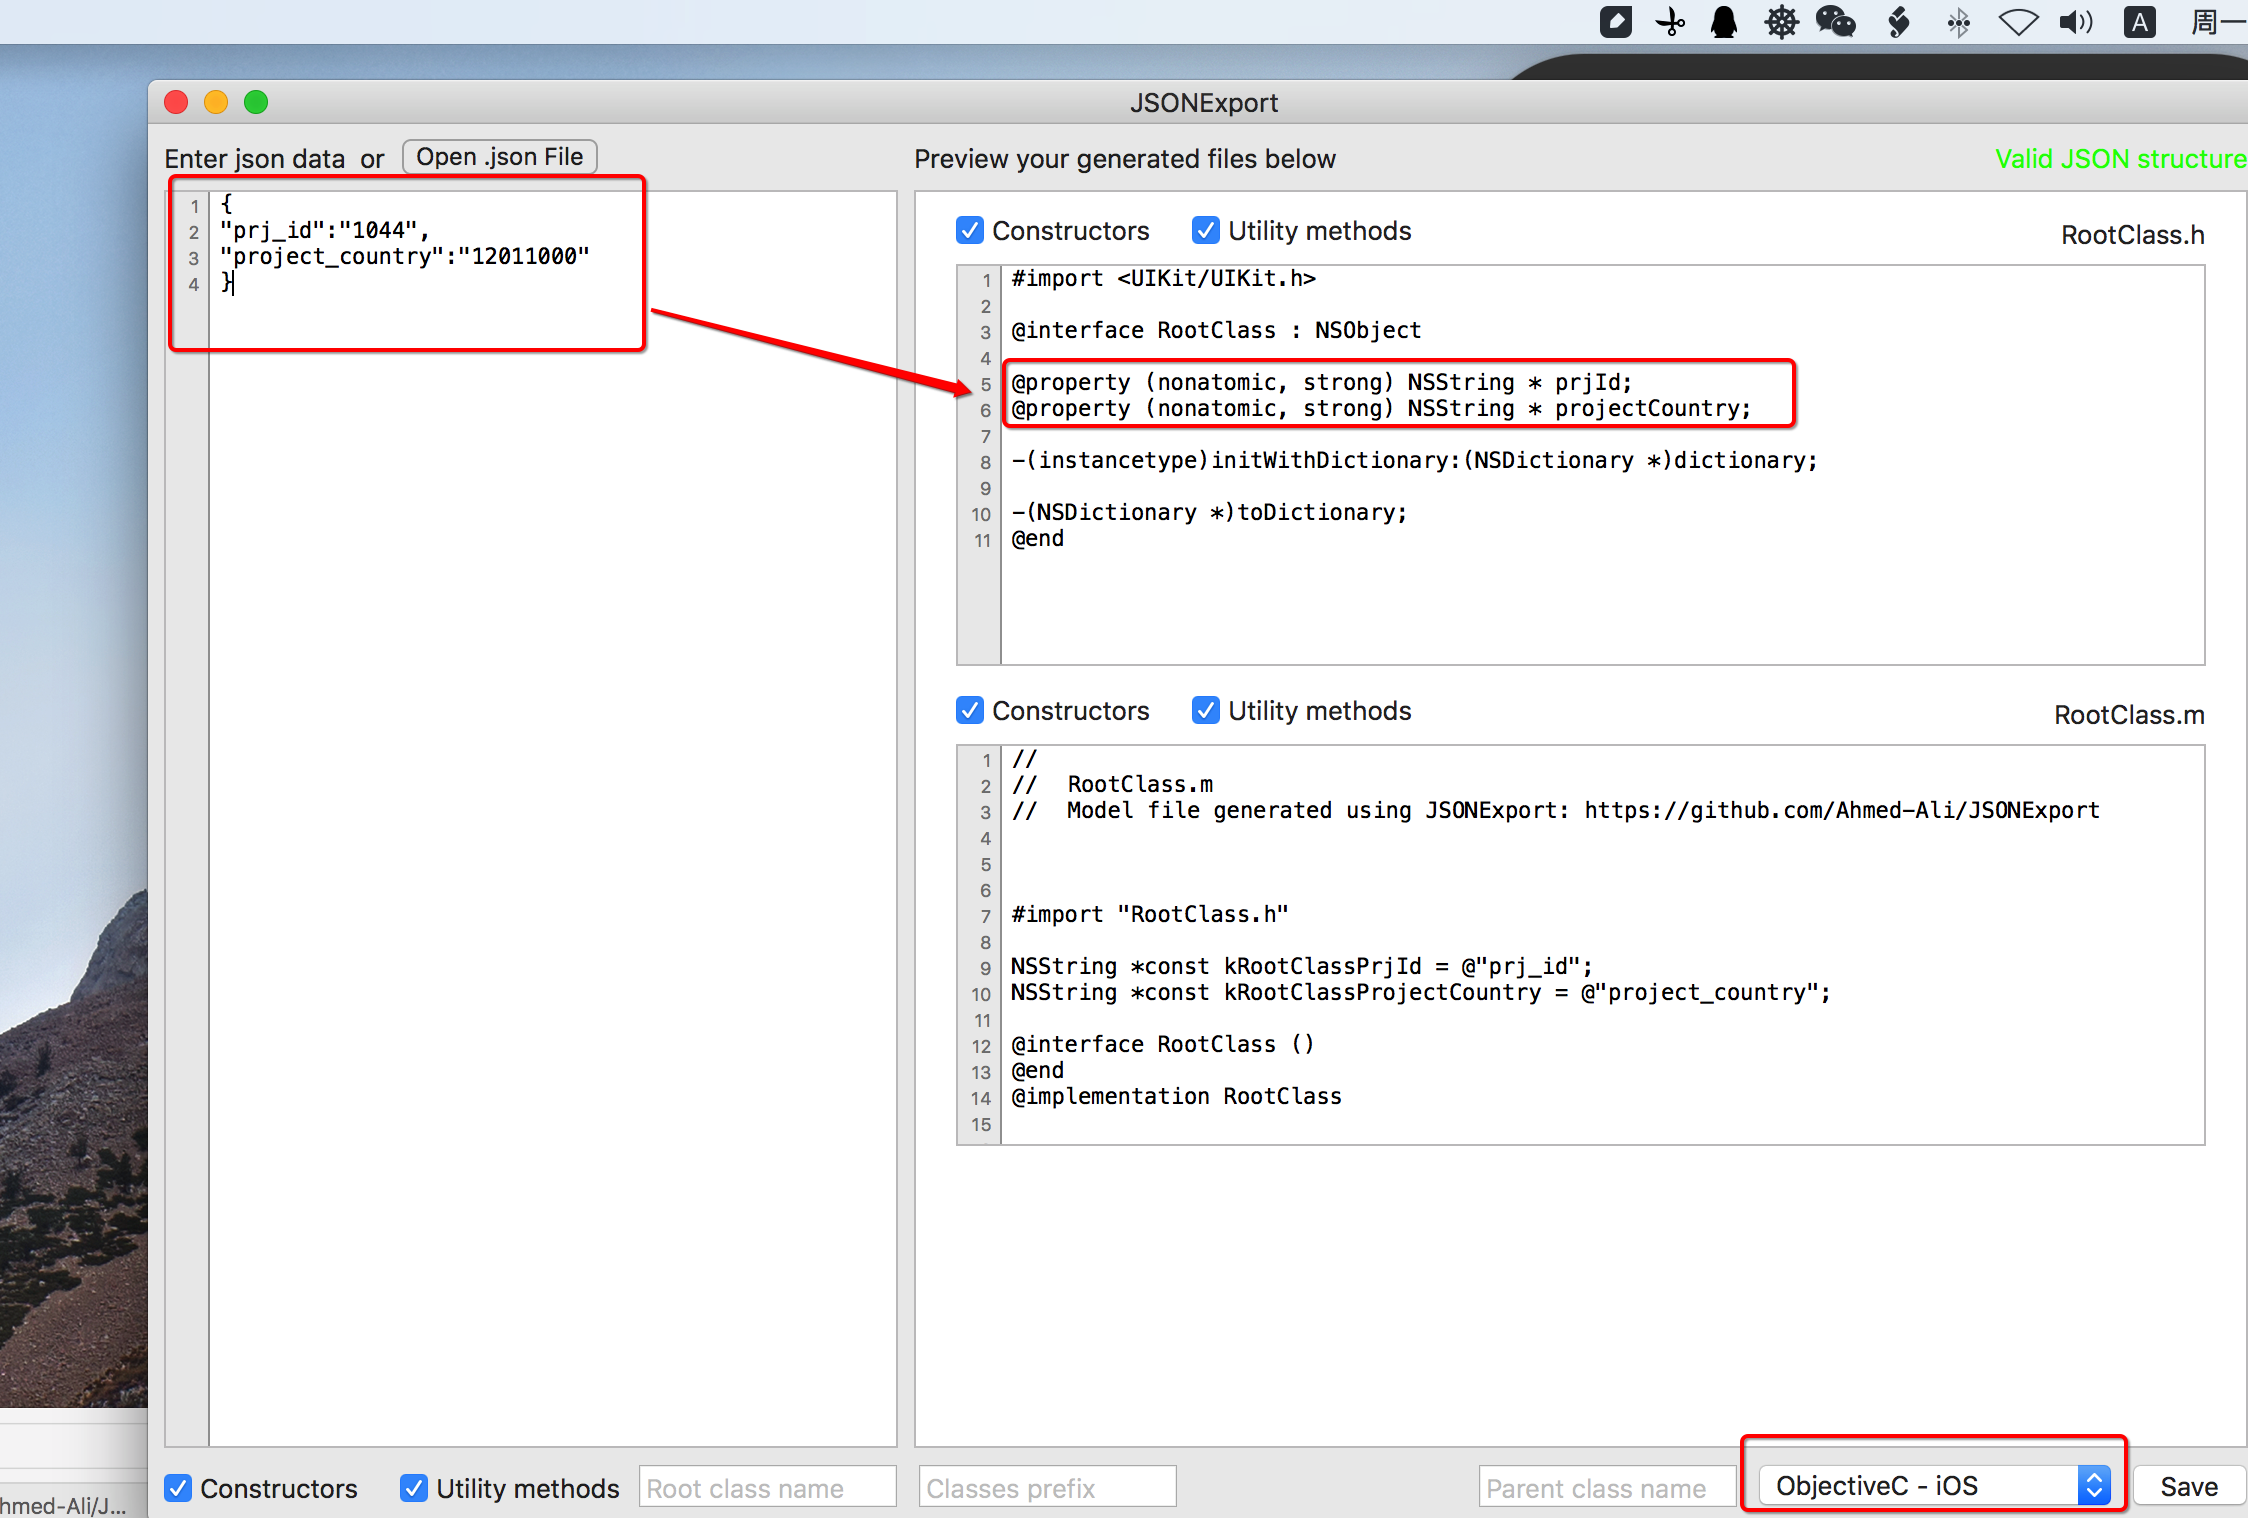 周一
JSONExport
Enter json data or Open .json File
Preview your generated files below
Valid JSON structure
1 {
2 "prj_id":"1044",
3 "project_country":"12011000"
4 }
Constructors Utility methods RootClass.h
1 #import <UIKit/UIKit.h>
2
3 @interface RootClass : NSObject
4
5 @property (nonatomic, strong) NSString * prjId;
6 @property (nonatomic, strong) NSString * projectCountry;
7
8 -(instancetype)initWithDictionary:(NSDictionary *)dictionary;
9
10 -(NSDictionary *)toDictionary;
11 @end
Constructors Utility methods RootClass.m
1 //
2 // RootClass.m
3 // Model file generated using JSONExport: https://github.com/Ahmed-Ali/JSONExport
4
5
6
7 #import "RootClass.h"
8
9 NSString *const kRootClassPrjId = @"prj_id";
10 NSString *const kRootClassProjectCountry = @"project_country";
11
12 @interface RootClass ()
13 @end
14 @implementation RootClass
15
Constructors Utility methods Root class name Classes prefix Parent class name ObjectiveC - iOS Save
hmed-Ali/J...